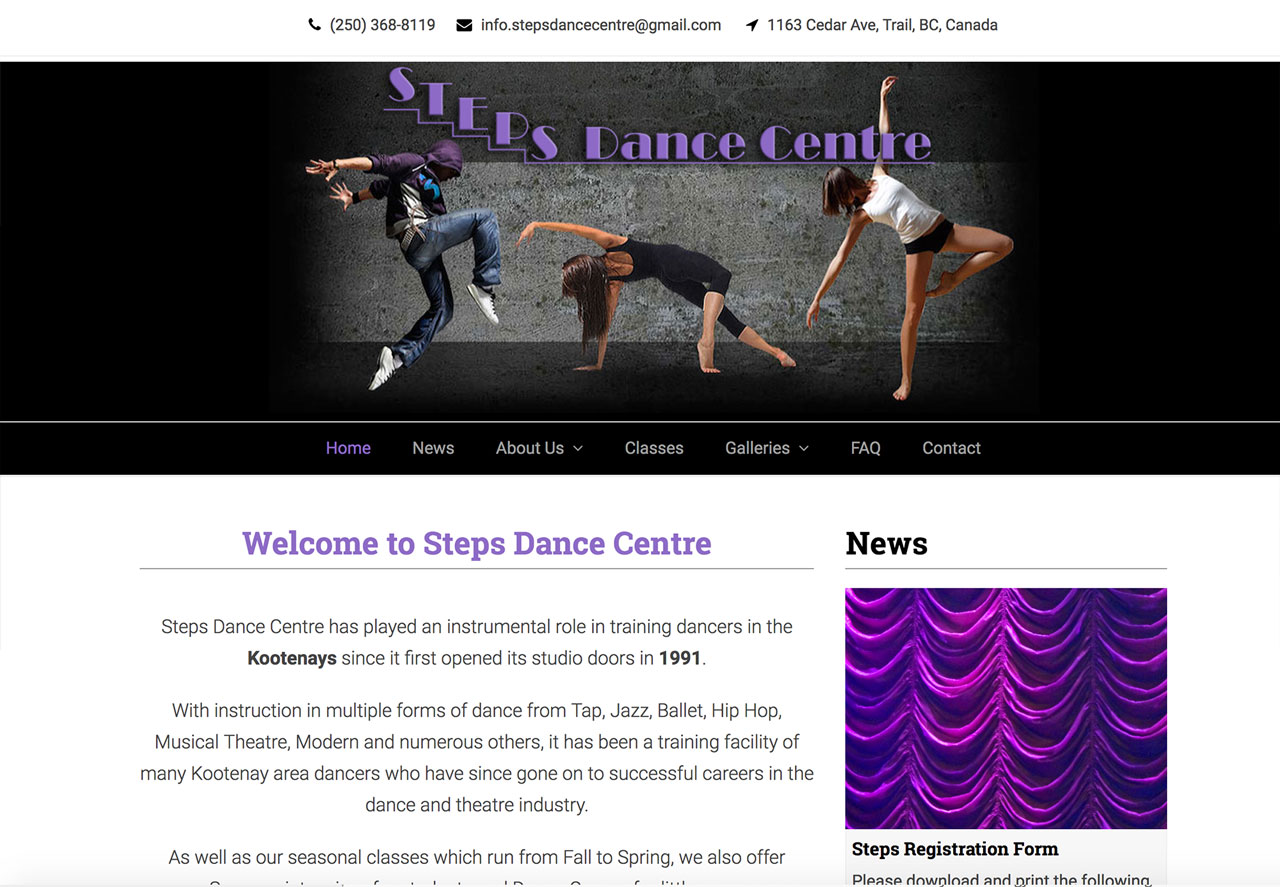 (250) 368-8119 info.stepsdancecentre@gmail.com 1163 Cedar Ave, Trail, BC, Canada
STEPS Dance Centre
Home News About Us Classes Galleries FAQ Contact
Welcome to Steps Dance Centre
Steps Dance Centre has played an instrumental role in training dancers in the
Kootenays since it first opened its studio doors in 1991.
With instruction in multiple forms of dance from Tap, Jazz, Ballet, Hip Hop,
Musical Theatre, Modern and numerous others, it has been a training facility of
many Kootenay area dancers who have since gone on to successful careers in the
dance and theatre industry.
As well as our seasonal classes which run from Fall to Spring, we also offer
News
Steps Registration Form
Please download and print the following,